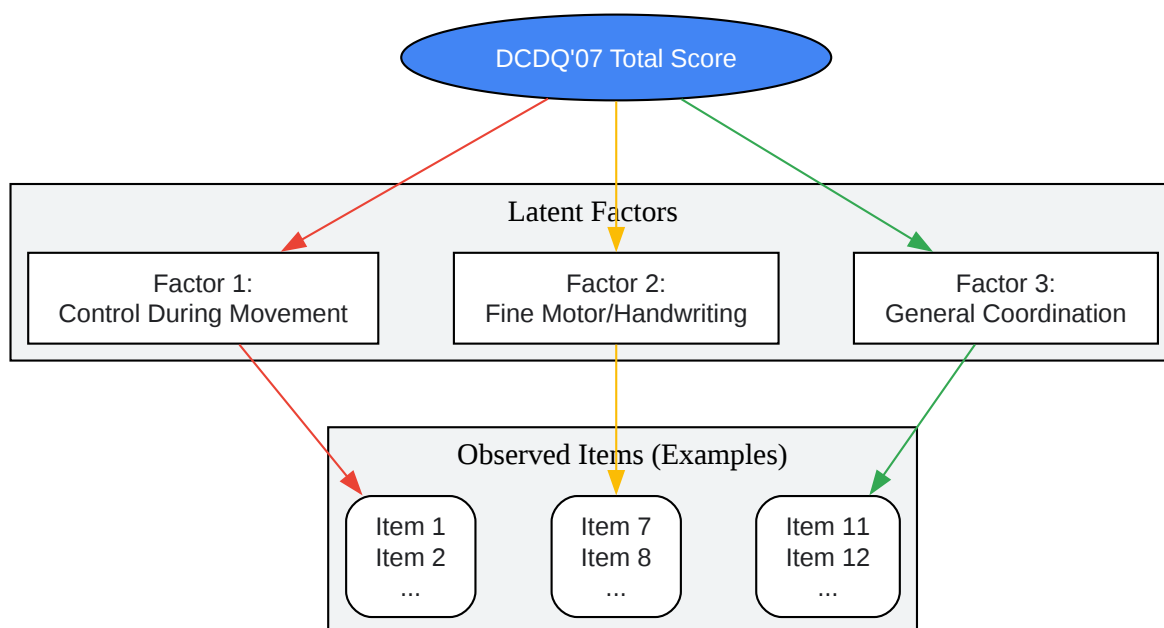 DCDQ'07 Total Score
Latent Factors
Factor 1:
Control During Movement
Factor 2:
Fine Motor/Handwriting
Factor 3:
General Coordination
Observed Items (Examples)
Item 1
Item 2
...
Item 7
Item 8
...
Item 11
Item 12
...